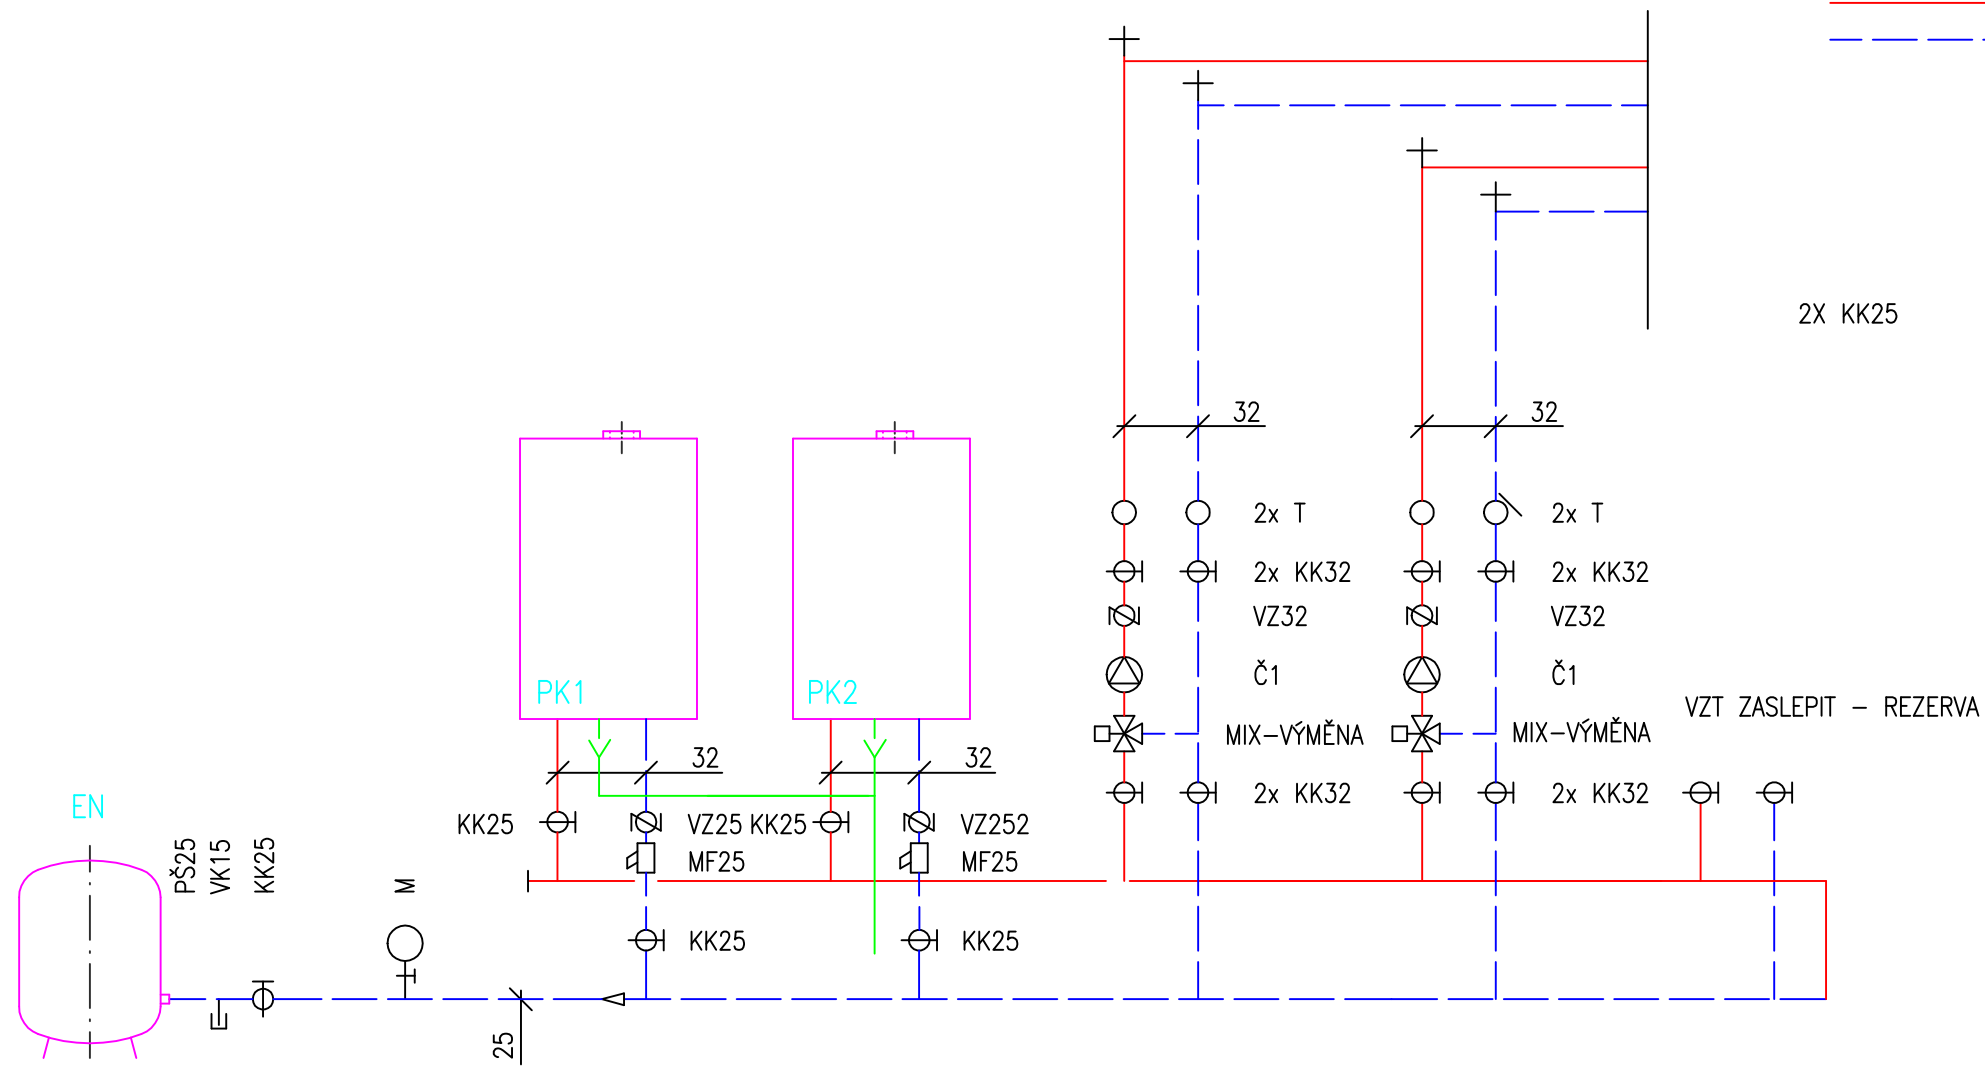 2X KK25
32
32
2x T
2x T
2x KK32
2x KK32
VZ32
VZ32
Č1
Č1
PK1
PK2
VZT ZASLEPIT – REZERVA
MIX–VÝMĚNA
MIX–VÝMĚNA
32
32
2x KK32
2x KK32
EN
KK25
VZ25
KK25
VZ252
MF25
MF25
PŠ25
VK15
KK25
M
KK25
KK25
25